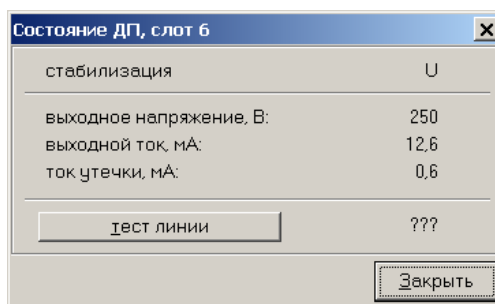 Состояние ДП, слот 6
стабилизация U
выходное напряжение, В: 250
выходной ток, мА: 12,6
ток утечки, мА: 0,6
тест линии ???
Закрыть